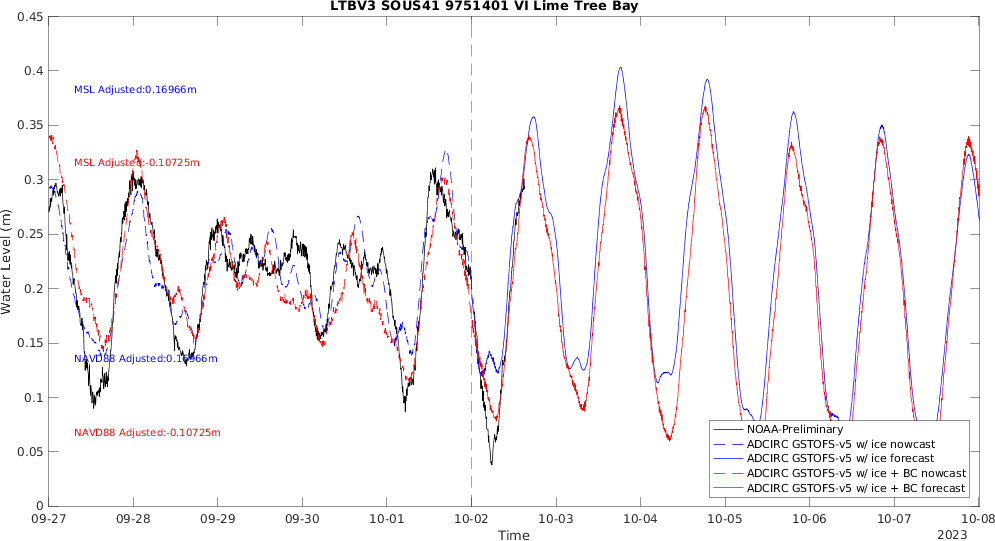 LTBV3 SOUS41 9751401 VI Lime Tree Bay
0.45
0.4
0.35
0.3
0.25
0.2
0.15
0.1
0.05
0
Water Level (m)
MSL Adjusted:0.16966m
MSL Adjusted:-0.10725m
NAVD88 Adjusted:0.16966m
NAVD88 Adjusted:-0.10725m
NOAA-Preliminary
ADCIRC GSTOFS-v5 w/ ice nowcast
ADCIRC GSTOFS-v5 w/ ice forecast
ADCIRC GSTOFS-v5 w/ ice + BC nowcast
ADCIRC GSTOFS-v5 w/ ice + BC forecast
09-27 09-28 09-29 09-30 10-01 10-02 10-03 10-04 10-05 10-06 10-07 10-08
Time
2023